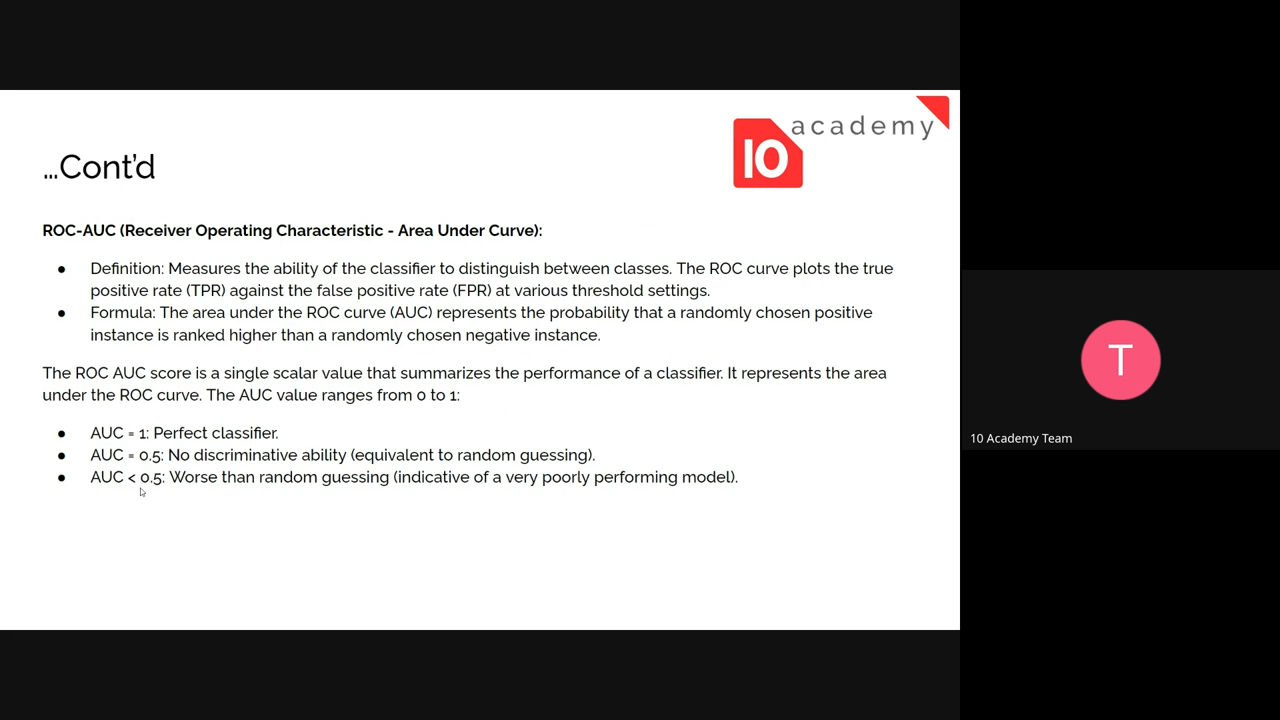 academy
10
...Cont'd
ROC-AUC (Receiver Operating Characteristic - Area Under Curve):
● Definition: Measures the ability of the classifier to distinguish between classes. The ROC curve plots the true
positive rate (TPR) against the false positive rate (FPR) at various threshold settings.
● Formula: The area under the ROC curve (AUC) represents the probability that a randomly chosen positive
instance is ranked higher than a randomly chosen negative instance.
The ROC AUC score is a single scalar value that summarizes the performance of a classifier. It represents the area
under the ROC curve. The AUC value ranges from 0 to 1:
● AUC = 1: Perfect classifier.
● AUC = 0.5: No discriminative ability (equivalent to random guessing).
● AUC < 0.5: Worse than random guessing (indicative of a very poorly performing model).
T
10 Academy Team